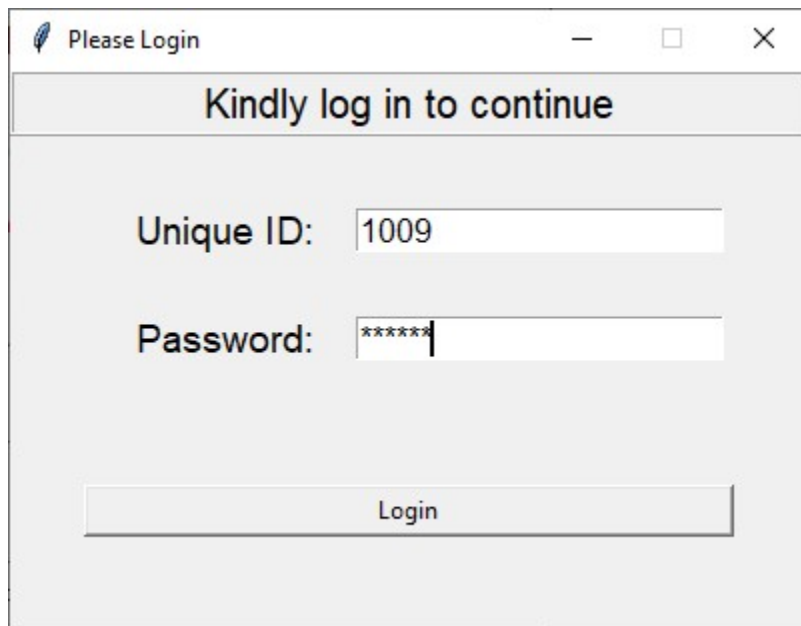 Please Login
Kindly log in to continue
Unique ID: 1009
Password: ******
Login